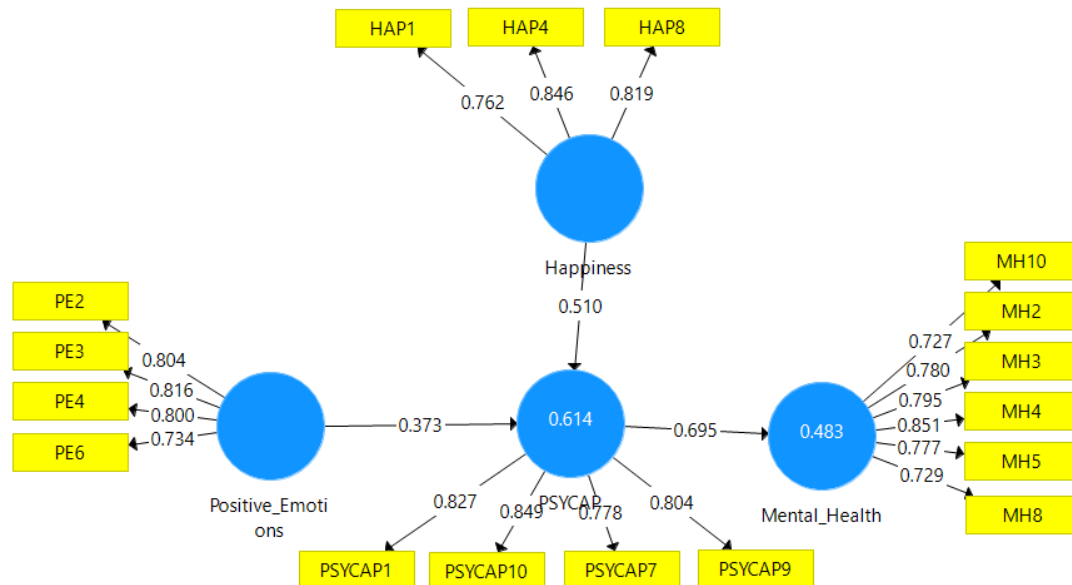 HAP1
HAP4
HAP8
0.762
0.846
0.819
Happiness
0.510
PE2
PE3
PE4
PE6
0.804
0.816
0.800
0.734
Positive_Emoti
ons
0.373
0.614
PSYCAP
0.695
0.483
Mental_Health
MH10
MH2
MH3
MH4
MH5
MH8
0.727
0.780
0.795
0.851
0.777
0.729
0.827
0.849
0.778
0.804
PSYCAP1
PSYCAP10
PSYCAP7
PSYCAP9